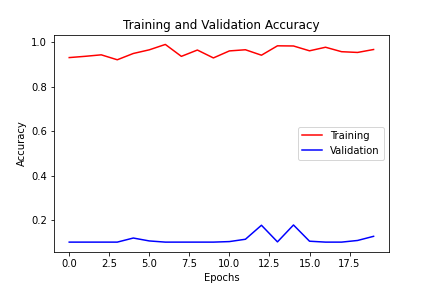 Training and Validation Accuracy
1.0
0.8
0.6
0.4
0.2
Accuracy
Training
Validation
0.0 2.5 5.0 7.5 10.0 12.5 15.0 17.5
Epochs